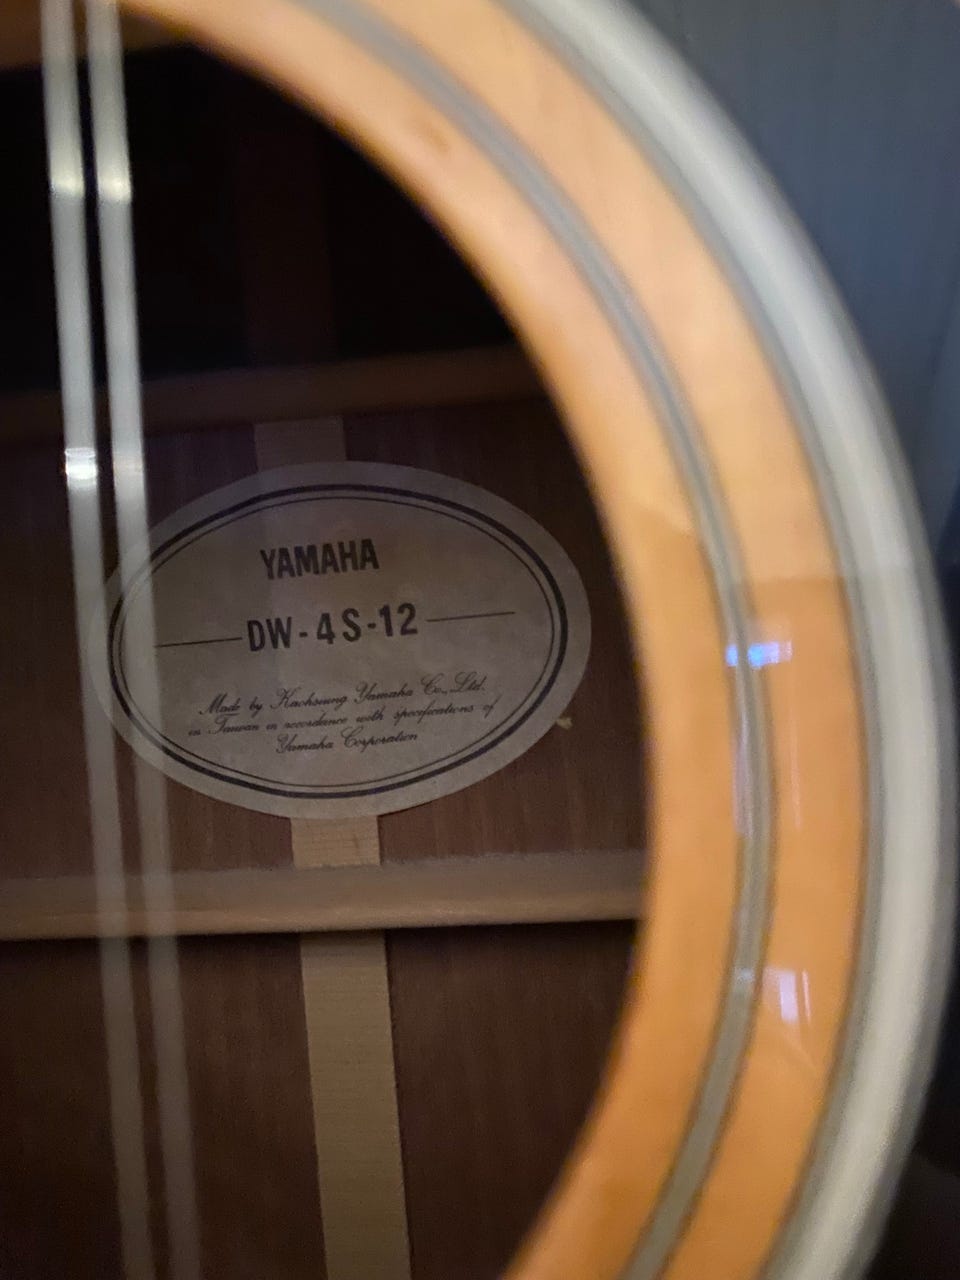 YAMAHA
DW-4S-12
Made by Kaohsiung Yamaha Co., Ltd.
in Taiwan in accordance with specifications of
Yamaha Corporation